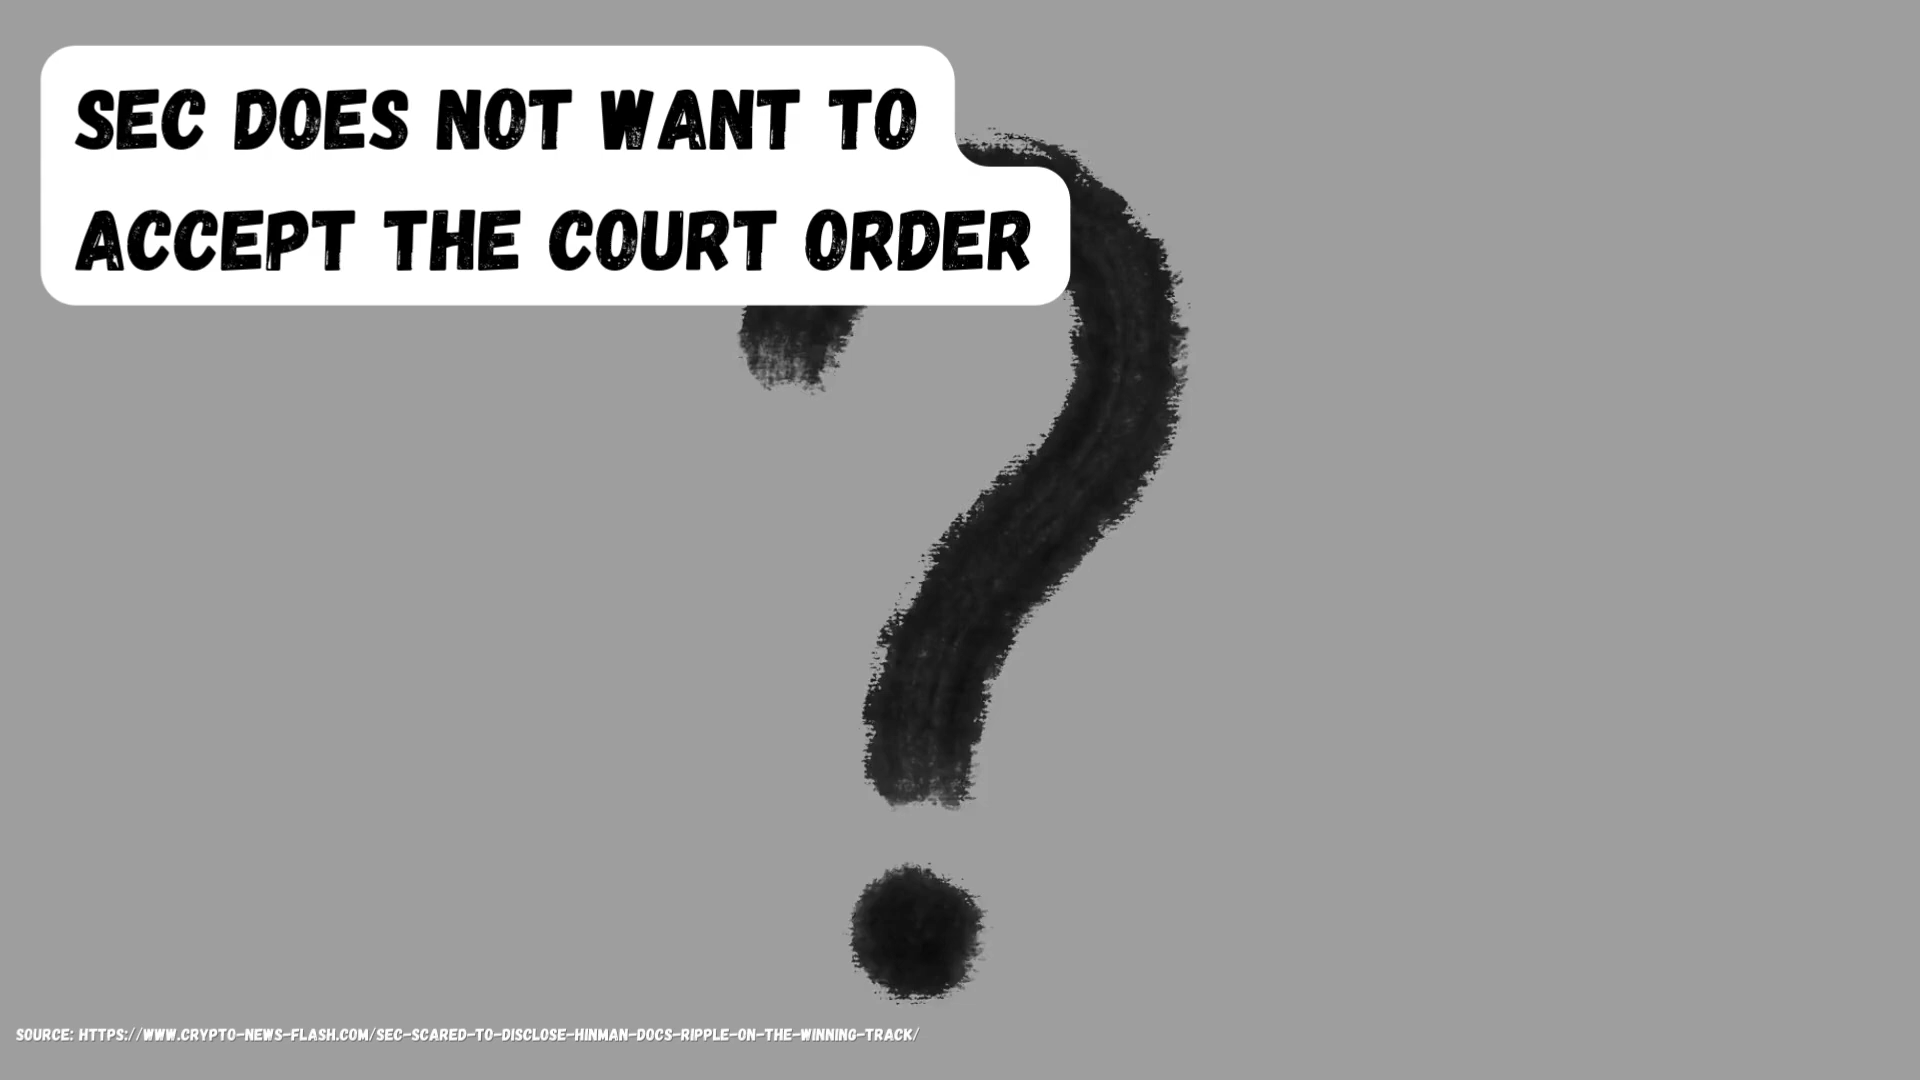 SEC DOES NOT WANT TO
ACCEPT THE COURT ORDER
SOURCE: HTTPS://WWW.CRYPTO-NEWS-FLASH.COM/SEC-SCARED-TO-DISCLOSE-HINMAN-DOCS-RIPPLE-ON-THE-WINNING-TRACK/